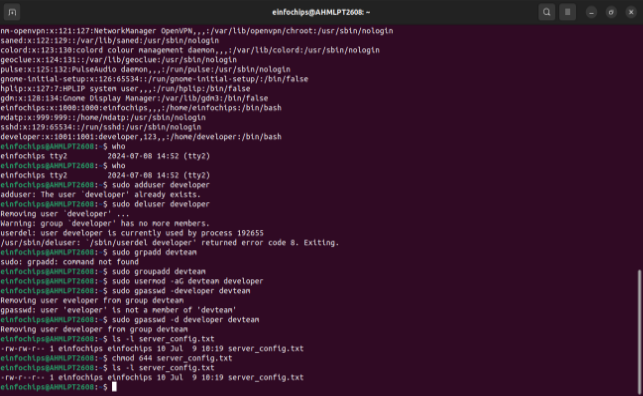 einfochips@AHMLPT2608: ~
nm-openvpn:x:121:127:NetworkManager OpenVPN,,,:/var/lib/openvpn/chroot:/usr/sbin/nologin
saned:x:122:129::/var/lib/saned:/usr/sbin/nologin
colord:x:123:130:colord colour management daemon,,,:/var/lib/colord:/usr/sbin/nologin
geoclue:x:124:131::/var/lib/geoclue:/usr/sbin/nologin
pulse:x:125:132:PulseAudio daemon,,,:/run/pulse:/usr/sbin/nologin
gnome-initial-setup:x:126:65534::/run/gnome-initial-setup/:/bin/false
hplip:x:127:7:HPLIP system user,,,:/run/hplip:/bin/false
gdm:x:128:134:Gnome Display Manager:/var/lib/gdm3:/bin/false
einfochips:x:1000:1000:einfochips,,,:/home/einfochips:/bin/bash
mdatp:x:999:999::/home/mdatp:/usr/sbin/nologin
sshd:x:129:65534::/run/sshd:/usr/sbin/nologin
developer:x:1001:1001:developer,123,,:/home/developer:/bin/bash
einfochips@AHMLPT2608:~$ who
einfochips tty2         2024-07-08 14:52 (tty2)
einfochips@AHMLPT2608:~$ who
einfochips tty2         2024-07-08 14:52 (tty2)
einfochips@AHMLPT2608:~$ sudo adduser developer
adduser: The user `developer' already exists.
einfochips@AHMLPT2608:~$ sudo deluser developer
Removing user `developer' ...
Warning: group `developer' has no more members.
userdel: user developer is currently used by process 192655
/usr/sbin/deluser: `/sbin/userdel developer' returned error code 8. Exiting.
einfochips@AHMLPT2608:~$ sudo grpadd devteam
sudo: grpadd: command not found
einfochips@AHMLPT2608:~$ sudo groupadd devteam
einfochips@AHMLPT2608:~$ sudo usermod -aG devteam developer
einfochips@AHMLPT2608:~$ sudo gpasswd -developer devteam
Removing user eveloper from group devteam
gpasswd: user 'eveloper' is not a member of 'devteam'
einfochips@AHMLPT2608:~$ sudo gpasswd -d developer devteam
Removing user developer from group devteam
einfochips@AHMLPT2608:~$ ls -l server_config.txt
-rw-rw-r-- 1 einfochips einfochips 10 Jul  9 10:19 server_config.txt
einfochips@AHMLPT2608:~$ chmod 644 server_config.txt
einfochips@AHMLPT2608:~$ ls -l server_config.txt
-rw-r--r-- 1 einfochips einfochips 10 Jul  9 10:19 server_config.txt
einfochips@AHMLPT2608:~$